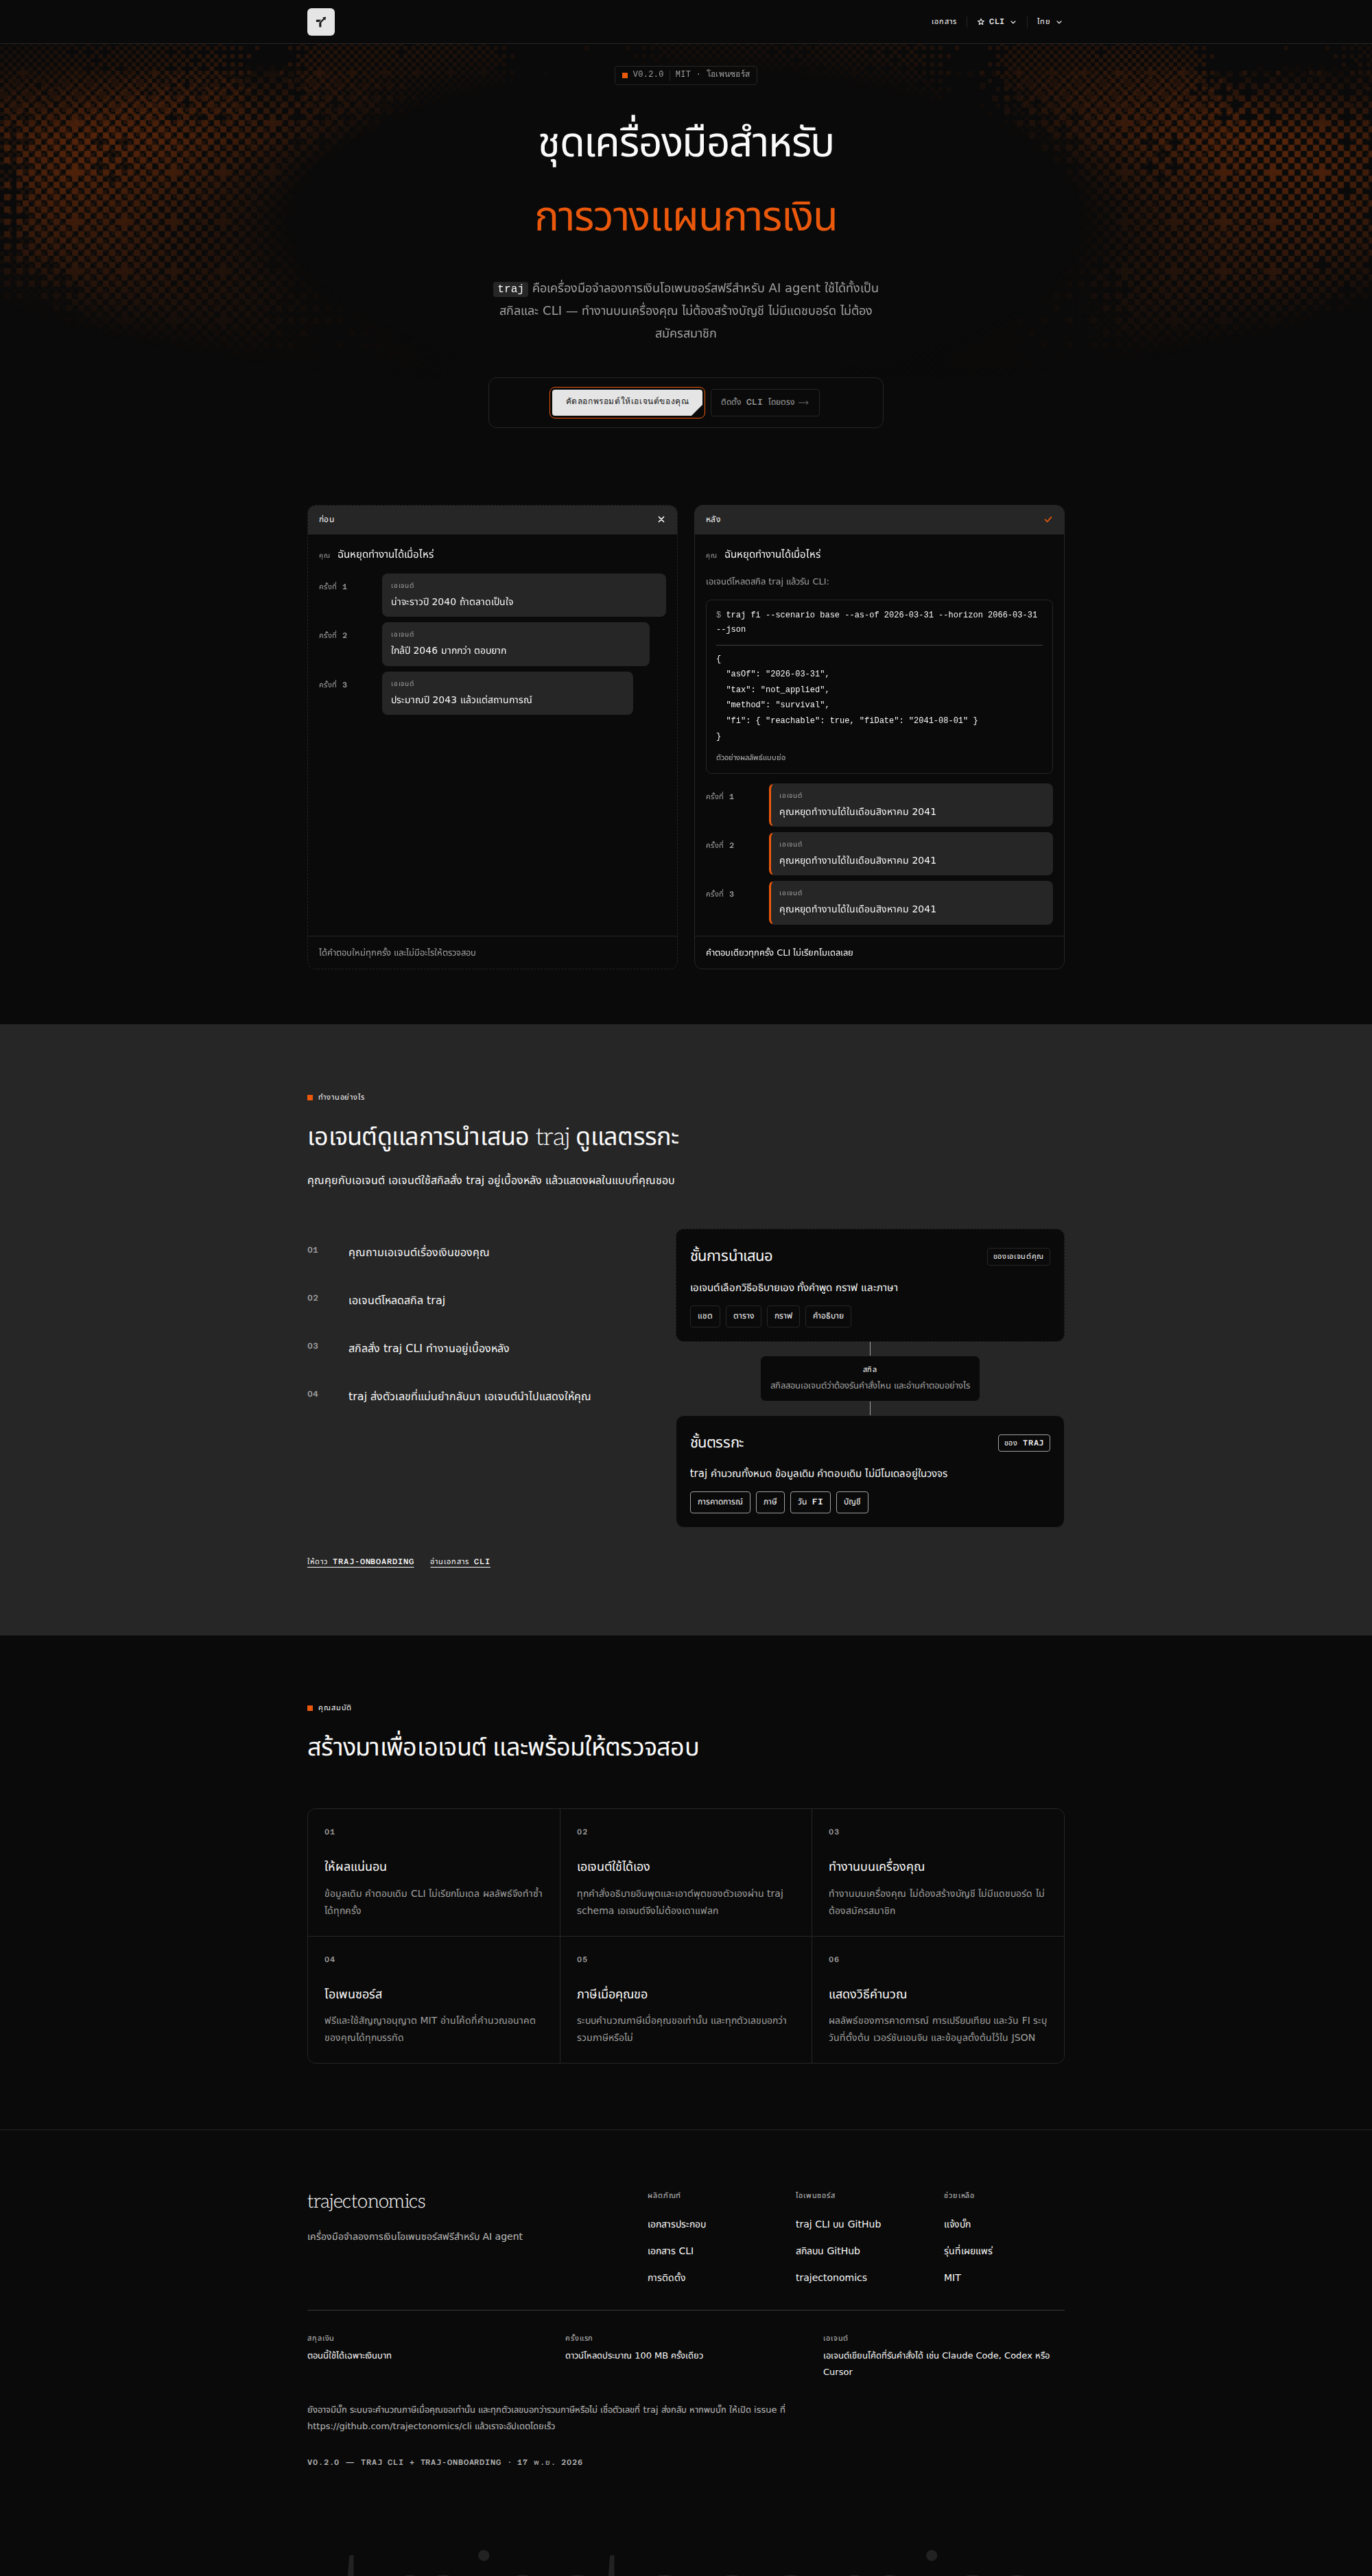 เอกสาร
CLI
ไทย
V0.2.0 | MIT · โอเพนซอร์ส
ชุดเครื่องมือสำหรับ
การวางแผนการเงิน
traj คือเครื่องมือจำลองการเงินโอเพนซอร์สฟรีสำหรับ AI agent ใช้ได้ทั้งเป็น
สกิลและ CLI — ทำงานบนเครื่องคุณ ไม่ต้องสร้างบัญชี ไม่มีแดชบอร์ด ไม่ต้อง
สมัครสมาชิก
คัดลอกพรอมต์ให้เอเจนต์ของคุณ
ติดตั้ง CLI โดยตรง →
ก่อน
คุณ ฉันหยุดทำงานได้เมื่อไหร่
ครั้งที่ 1
เอเจนต์
น่าจะราวปี 2040 ถ้าตลาดเป็นใจ
ครั้งที่ 2
เอเจนต์
ใกล้ปี 2046 มากกว่า ตอบยาก
ครั้งที่ 3
เอเจนต์
ประมาณปี 2043 แล้วแต่สถานการณ์
ได้คำตอบใหม่ทุกครั้ง และไม่มีอะไรให้ตรวจสอบ
หลัง
คุณ ฉันหยุดทำงานได้เมื่อไหร่
เอเจนต์โหลดสกิล traj แล้วรัน CLI:
$ traj fi --scenario base --as-of 2026-03-31 --horizon 2066-03-31
--json
{
"asOf": "2026-03-31",
"tax": "not_applied",
"method": "survival",
"fi": { "reachable": true, "fiDate": "2041-08-01" }
}
ตัวอย่างผลลัพธ์แบบย่อ
ครั้งที่ 1
เอเจนต์
คุณหยุดทำงานได้ในเดือนสิงหาคม 2041
ครั้งที่ 2
เอเจนต์
คุณหยุดทำงานได้ในเดือนสิงหาคม 2041
ครั้งที่ 3
เอเจนต์
คุณหยุดทำงานได้ในเดือนสิงหาคม 2041
คำตอบเดียวทุกครั้ง CLI ไม่เรียกโมเดลเลย
ทำงานอย่างไร
เอเจนต์ดูแลการนำเสนอ traj ดูแลตรรกะ
คุณคุยกับเอเจนต์ เอเจนต์ใช้สกิลสั่ง traj อยู่เบื้องหลัง แล้วแสดงผลในแบบที่คุณชอบ
01 คุณถามเอเจนต์เรื่องเงินของคุณ
02 เอเจนต์โหลดสกิล traj
03 สกิลสั่ง traj CLI ทำงานอยู่เบื้องหลัง
04 traj ส่งตัวเลขที่แม่นยำกลับมา เอเจนต์นำไปแสดงให้คุณ
ชั้นการนำเสนอ
ของเอเจนต์คุณ
เอเจนต์เลือกวิธีอธิบายเอง ทั้งคำพูด กราฟ และภาษา
แชต ตาราง กราฟ คำอธิบาย
สกิล
สกิลสอนเอเจนต์ว่าต้องรันคำสั่งไหน และอ่านคำตอบอย่างไร
ชั้นตรรกะ
ของ TRAJ
traj คำนวณทั้งหมด ข้อมูลเดิม คำตอบเดิม ไม่มีโมเดลอยู่ในวงจร
การคาดการณ์ ภาษี วัน FI บัญชี
ให้ดาว TRAJ-ONBOARDING อ่านเอกสาร CLI
คุณสมบัติ
สร้างมาเพื่อเอเจนต์ และพร้อมให้ตรวจสอบ
01
ให้ผลแน่นอน
ข้อมูลเดิม คำตอบเดิม CLI ไม่เรียกโมเดล ผลลัพธ์จึงทำซ้ำ
ได้ทุกครั้ง
02
เอเจนต์ใช้ได้เอง
ทุกคำสั่งอธิบายอินพุตและเอาต์พุตของตัวเองผ่าน traj
schema เอเจนต์จึงไม่ต้องเดาแฟลก
03
ทำงานบนเครื่องคุณ
ทำงานบนเครื่องคุณ ไม่ต้องสร้างบัญชี ไม่มีแดชบอร์ด ไม่
ต้องสมัครสมาชิก
04
โอเพนซอร์ส
ฟรีและใช้สัญญาอนุญาต MIT อ่านโค้ดที่คำนวณอนาคต
ของคุณได้ทุกบรรทัด
05
ภาษีเมื่อคุณขอ
ระบบคำนวณภาษีเมื่อคุณขอเท่านั้น และทุกตัวเลขบอกว่า
รวมภาษีหรือไม่
06
แสดงวิธีคำนวณ
ผลลัพธ์ของการคาดการณ์ การเปรียบเทียบ และวัน FI ระบุ
วันที่ตั้งต้น เวอร์ชันเอนจิน และข้อมูลตั้งต้นไว้ใน JSON
trajectonomics
เครื่องมือจำลองการเงินโอเพนซอร์สฟรีสำหรับ AI agent
ผลิตภัณฑ์
เอกสารประกอบ
เอกสาร CLI
การติดตั้ง
โอเพนซอร์ส
traj CLI บน GitHub
สกิลบน GitHub
trajectonomics
ช่วยเหลือ
แจ้งบั๊ก
รุ่นที่เผยแพร่
MIT
สกุลเงิน
ตอนนี้ใช้ได้เฉพาะเงินบาท
ครั้งแรก
ดาวน์โหลดประมาณ 100 MB ครั้งเดียว
เอเจนต์
เอเจนต์เขียนโค้ดที่รันคำสั่งได้ เช่น Claude Code, Codex หรือ
Cursor
ยังอาจมีบั๊ก ระบบจะคำนวณภาษีเมื่อคุณขอเท่านั้น และทุกตัวเลขบอกว่ารวมภาษีหรือไม่ เชื่อตัวเลขที่ traj ส่งกลับ หากพบบั๊ก ให้เปิด issue ที่
https://github.com/trajectonomics/cli แล้วเราจะอัปเดตโดยเร็ว
V0.2.0 — TRAJ CLI + TRAJ-ONBOARDING · 17 พ.ย. 2026